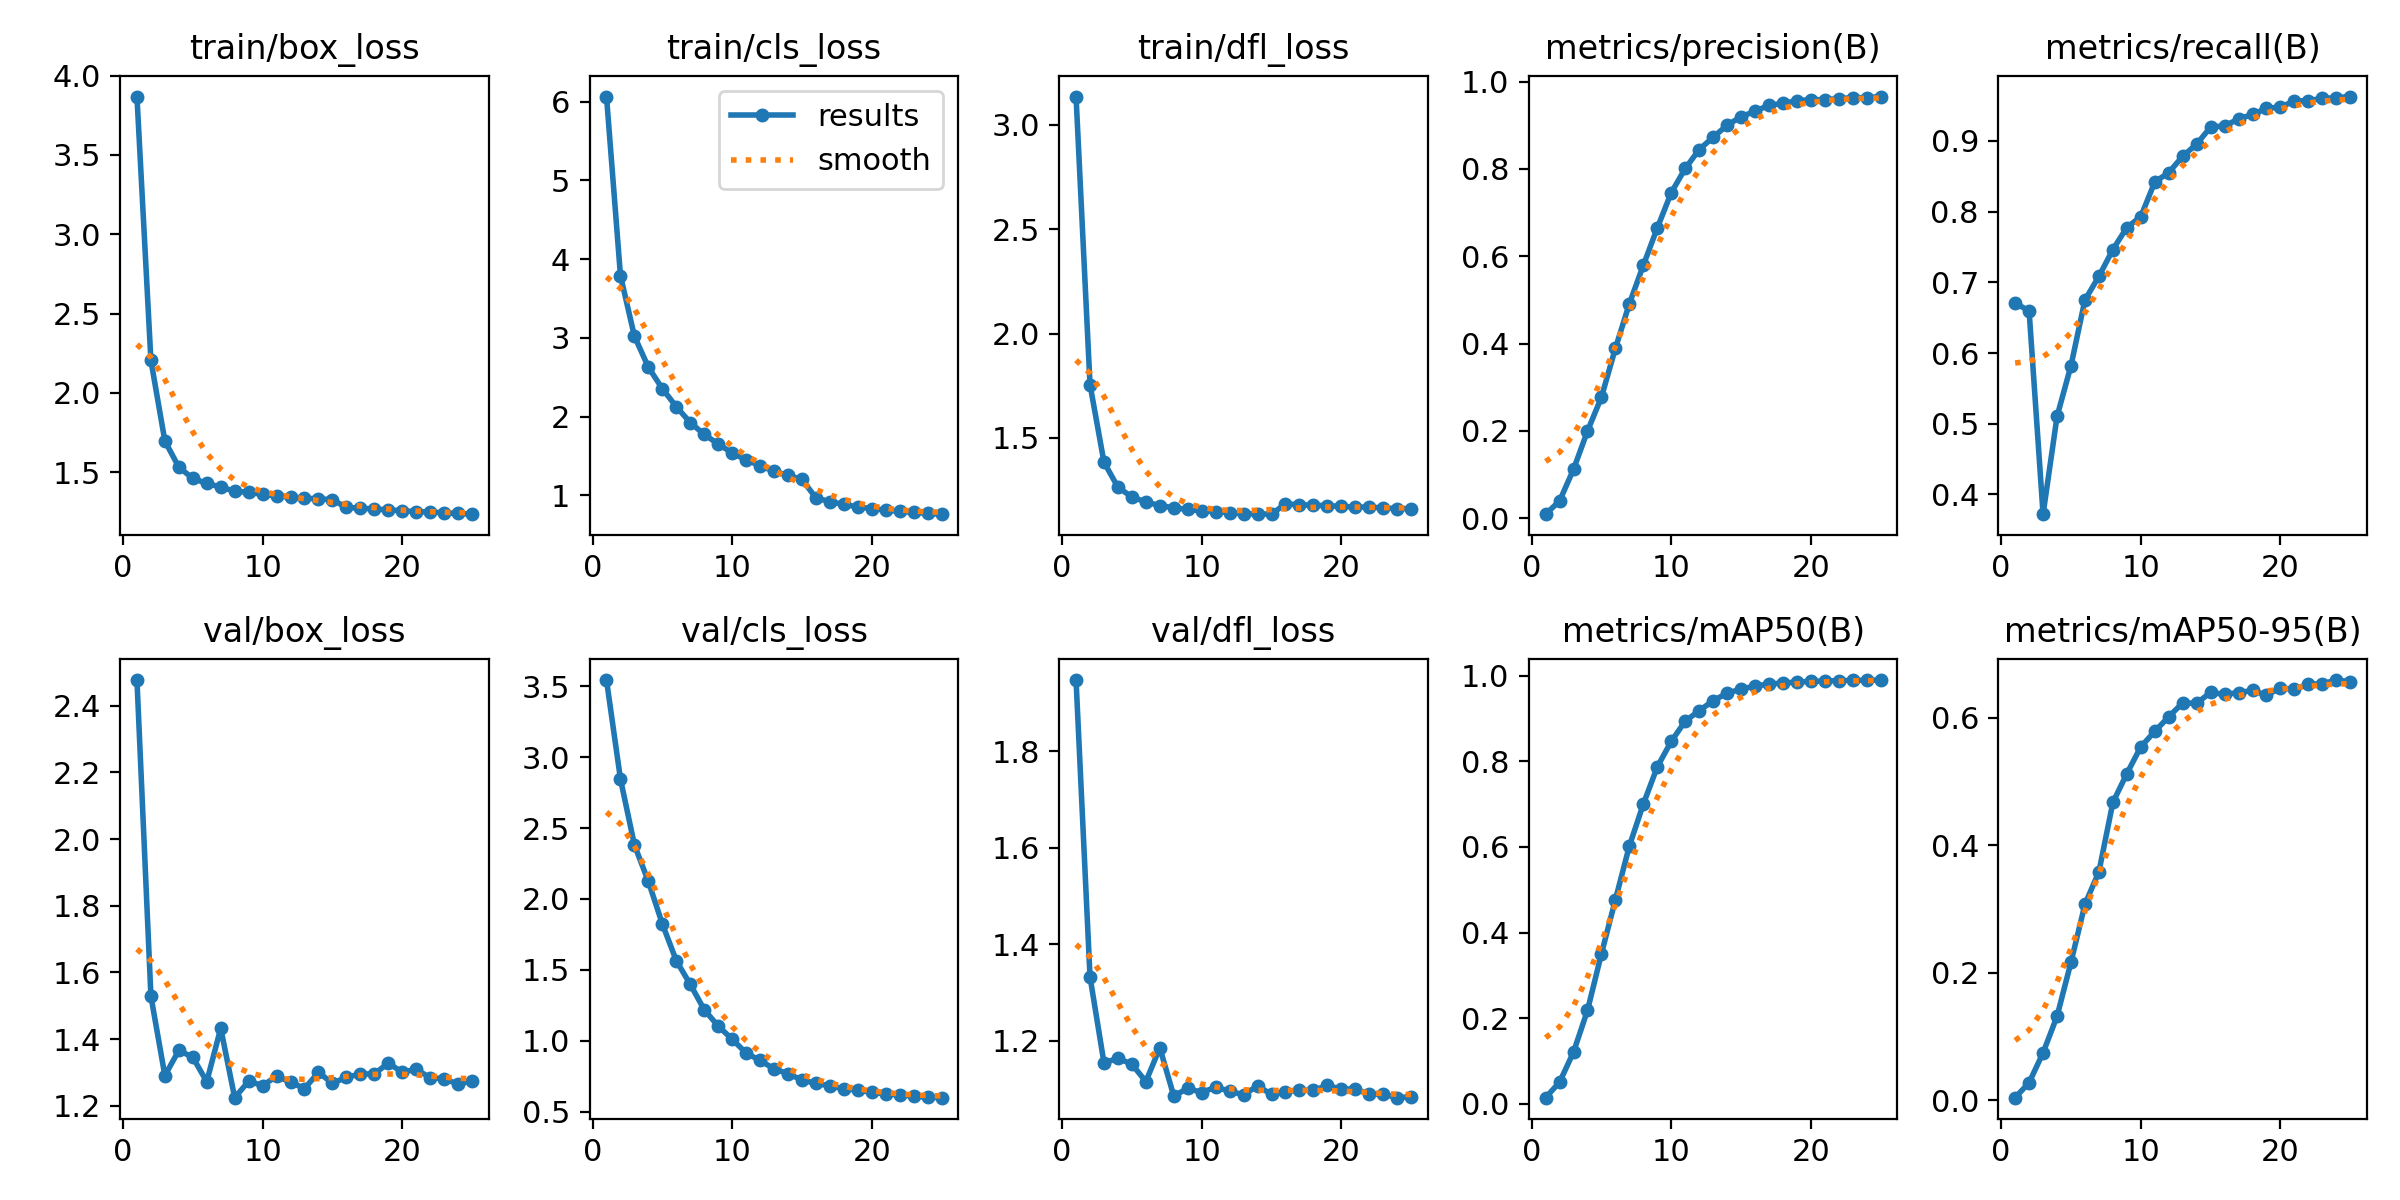 train/box_loss
4.0
3.5
3.0
2.5
2.0
1.5
0 10 20
train/cls_loss
results
smooth
6
5
4
3
2
1
0 10 20
train/dfl_loss
3.0
2.5
2.0
1.5
0 10 20
metrics/precision(B)
1.0
0.8
0.6
0.4
0.2
0.0
0 10 20
metrics/recall(B)
0.9
0.8
0.7
0.6
0.5
0.4
0 10 20
val/box_loss
2.4
2.2
2.0
1.8
1.6
1.4
1.2
0 10 20
val/cls_loss
3.5
3.0
2.5
2.0
1.5
1.0
0.5
0 10 20
val/dfl_loss
1.8
1.6
1.4
1.2
0 10 20
metrics/mAP50(B)
1.0
0.8
0.6
0.4
0.2
0.0
0 10 20
metrics/mAP50-95(B)
0.6
0.4
0.2
0.0
0 10 20